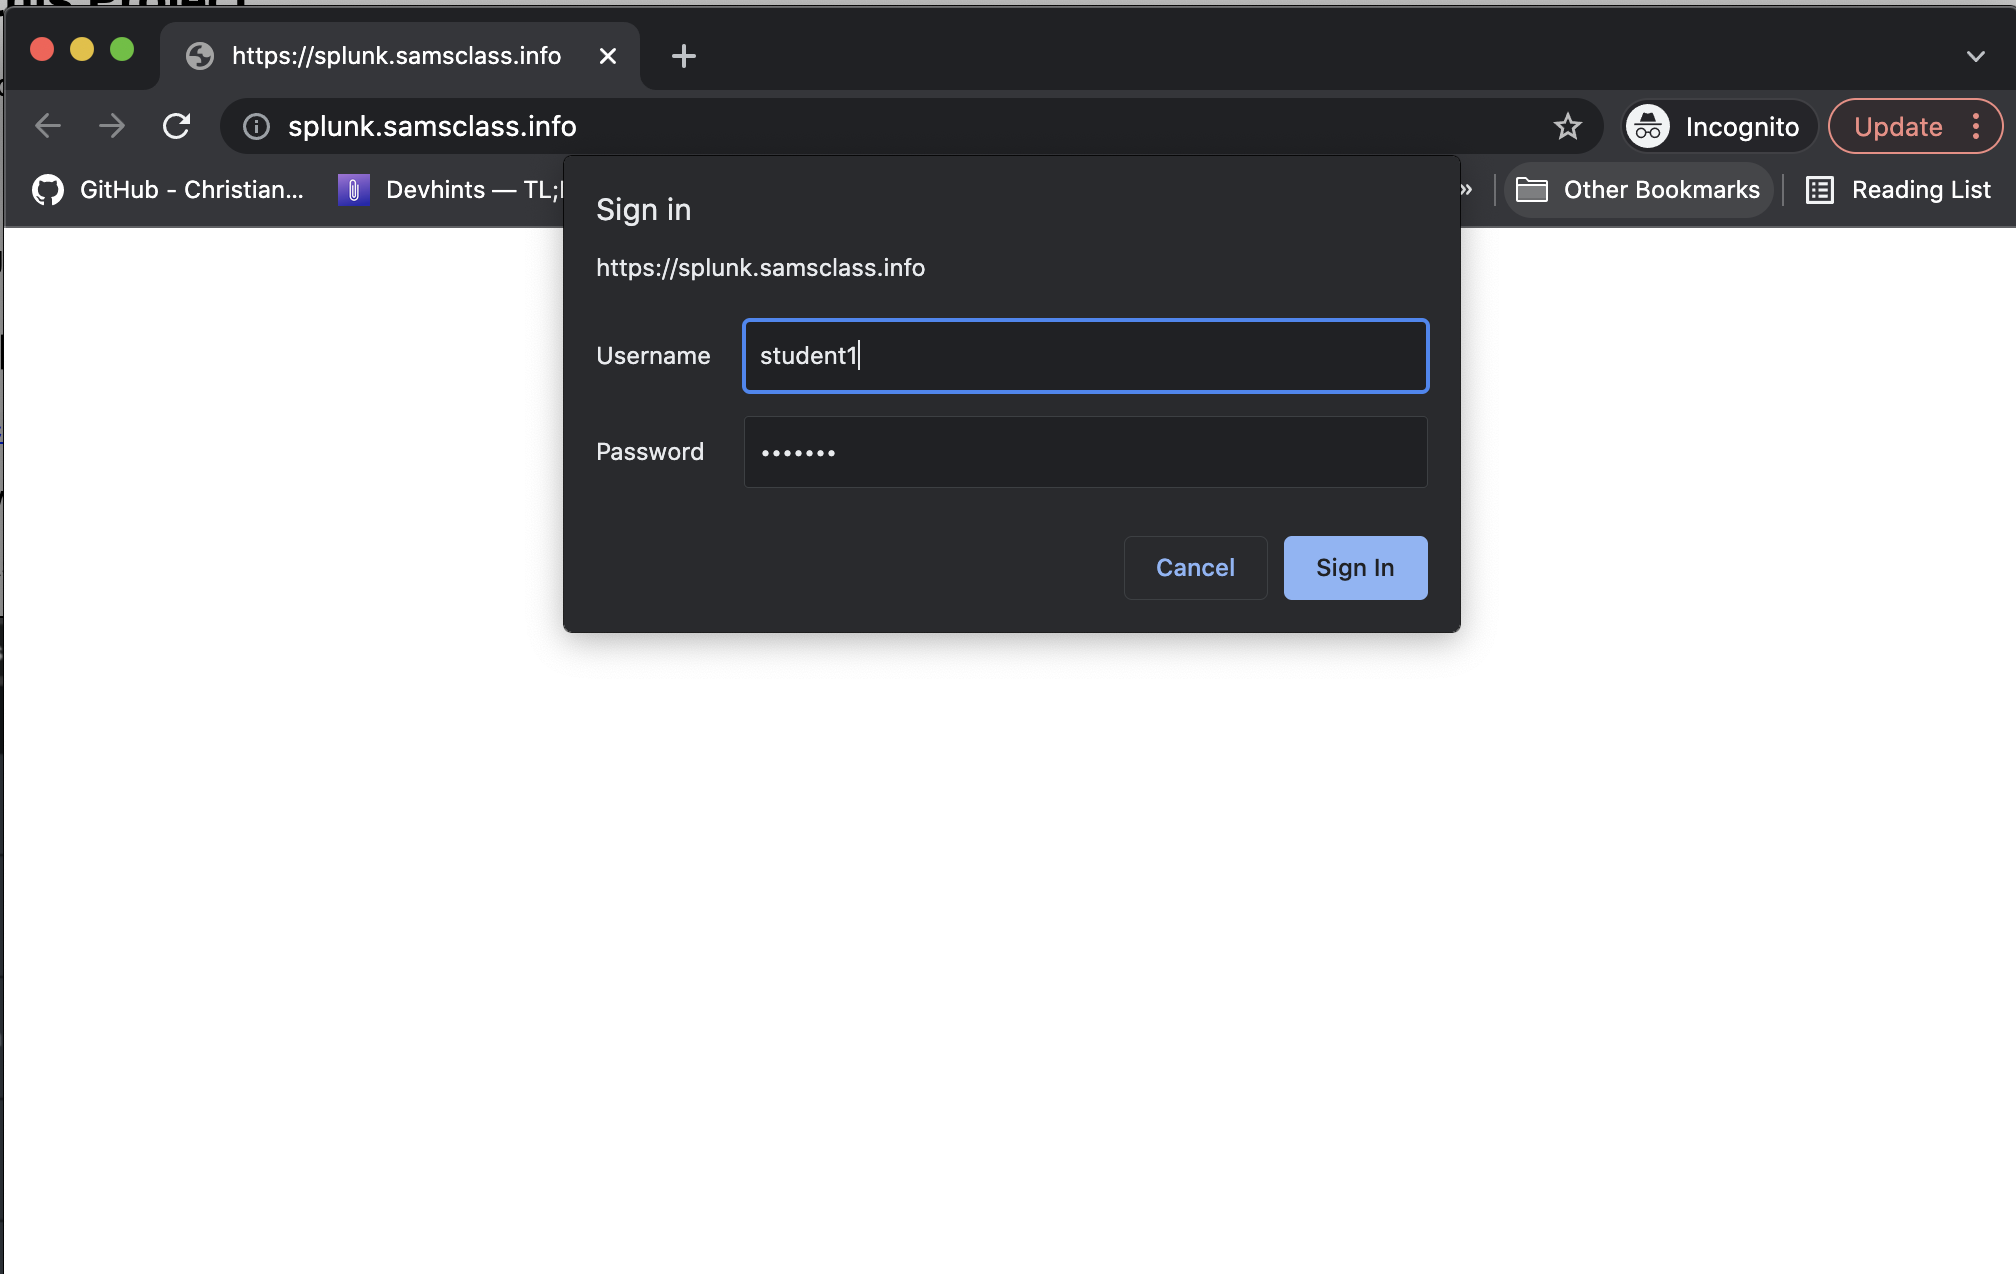 https://splunk.samsclass.info
splunk.samsclass.info
Incognito
Update
GitHub - Christian...
Devhints — TL;
»
Other Bookmarks
Reading List
Sign in
https://splunk.samsclass.info
Username
student1
Password
•••••••
Cancel
Sign In